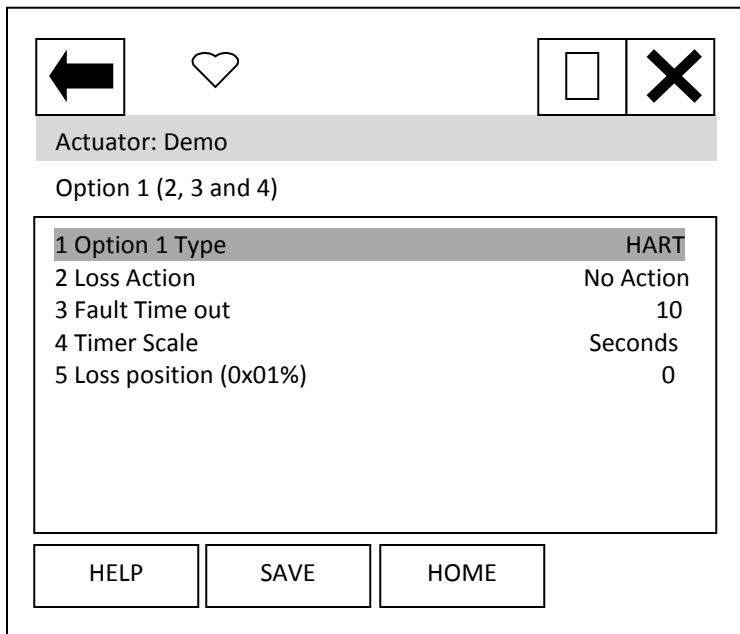 Actuator: Demo
Option 1 (2, 3 and 4)
1 Option 1 Type HART
2 Loss Action No Action
3 Fault Time out 10
4 Timer Scale Seconds
5 Loss position (0x01%) 0
HELP SAVE HOME